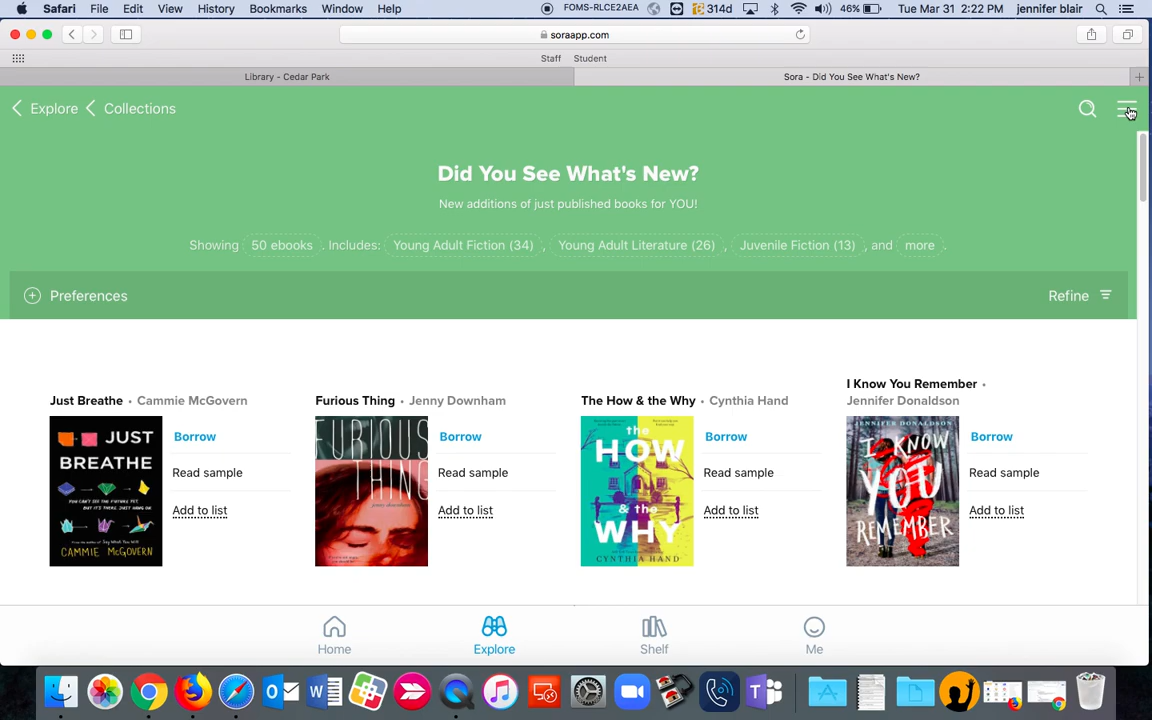 Safari File Edit View History Bookmarks Window Help FOMS-RLCE2AEA 314d 46% Tue Mar 31 2:22 PM jennifer blair
soraapp.com
Staff Student
Library - Cedar Park Sora - Did You See What's New?
Explore Collections
Did You See What's New?
New additions of just published books for YOU!
Showing 50 ebooks . Includes: Young Adult Fiction (34) , Young Adult Literature (26) , Juvenile Fiction (13) , and more .
Preferences Refine
Just Breathe • Cammie McGovern
Borrow
Read sample
Add to list
JUST
BREATHE
CAMMIE McGOVERN
Furious Thing • Jenny Downham
Borrow
Read sample
Add to list
FURIOUS
THING
The How & the Why • Cynthia Hand
Borrow
Read sample
Add to list
the
HOW
& the
WHY
CYNTHIA HAND
I Know You Remember •
Jennifer Donaldson
Borrow
Read sample
Add to list
JENNIFER DONALDSON
I KNOW
YOU
REMEMBER
Home Explore Shelf Me